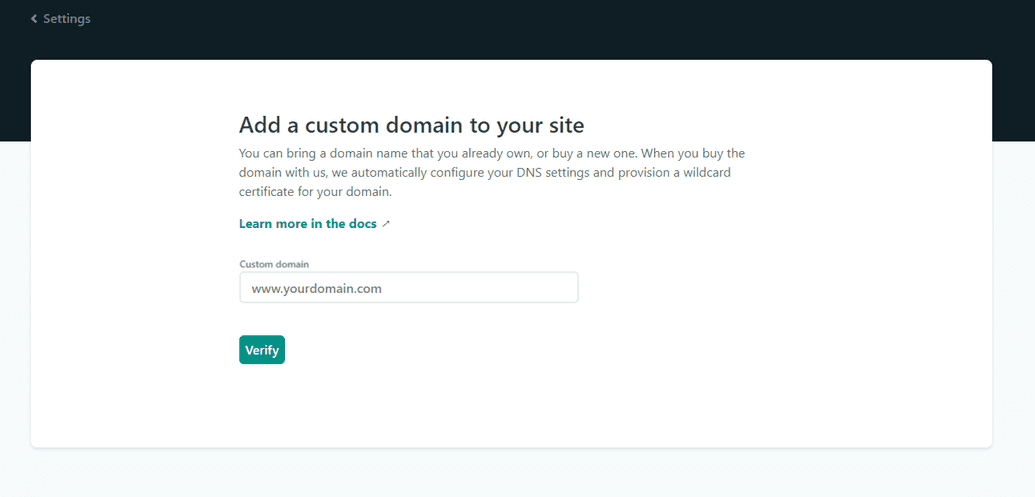 Settings
Add a custom domain to your site
You can bring a domain name that you already own, or buy a new one. When you buy the
domain with us, we automatically configure your DNS settings and provision a wildcard
certificate for your domain.
Learn more in the docs
Custom domain
www.yourdomain.com
Verify